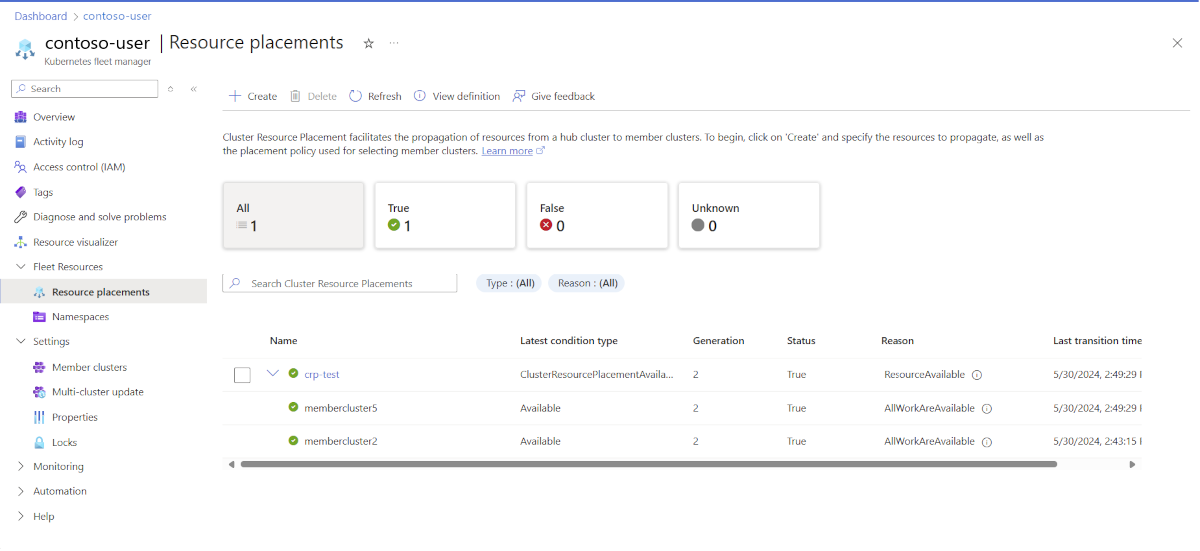 Dashboard > contoso-user
contoso-user | Resource placements
Kubernetes fleet manager
Search
Create Delete Refresh View definition Give feedback
Overview
Activity log
Access control (IAM)
Tags
Diagnose and solve problems
Resource visualizer
Fleet Resources
Resource placements
Namespaces
Settings
Member clusters
Multi-cluster update
Properties
Locks
Monitoring
Automation
Help
Cluster Resource Placement facilitates the propagation of resources from a hub cluster to member clusters. To begin, click on 'Create' and specify the resources to propagate, as well as
the placement policy used for selecting member clusters. Learn more
All
1
True
1
False
0
Unknown
0
Search Cluster Resource Placements
Type : (All)
Reason : (All)
Name Latest condition type Generation Status Reason Last transition time
crp-test ClusterResourcePlacementAvaila... 2 True ResourceAvailable 5/30/2024, 2:49:29
membercluster5 Available 2 True AllWorkAreAvailable 5/30/2024, 2:49:29
membercluster2 Available 2 True AllWorkAreAvailable 5/30/2024, 2:43:15